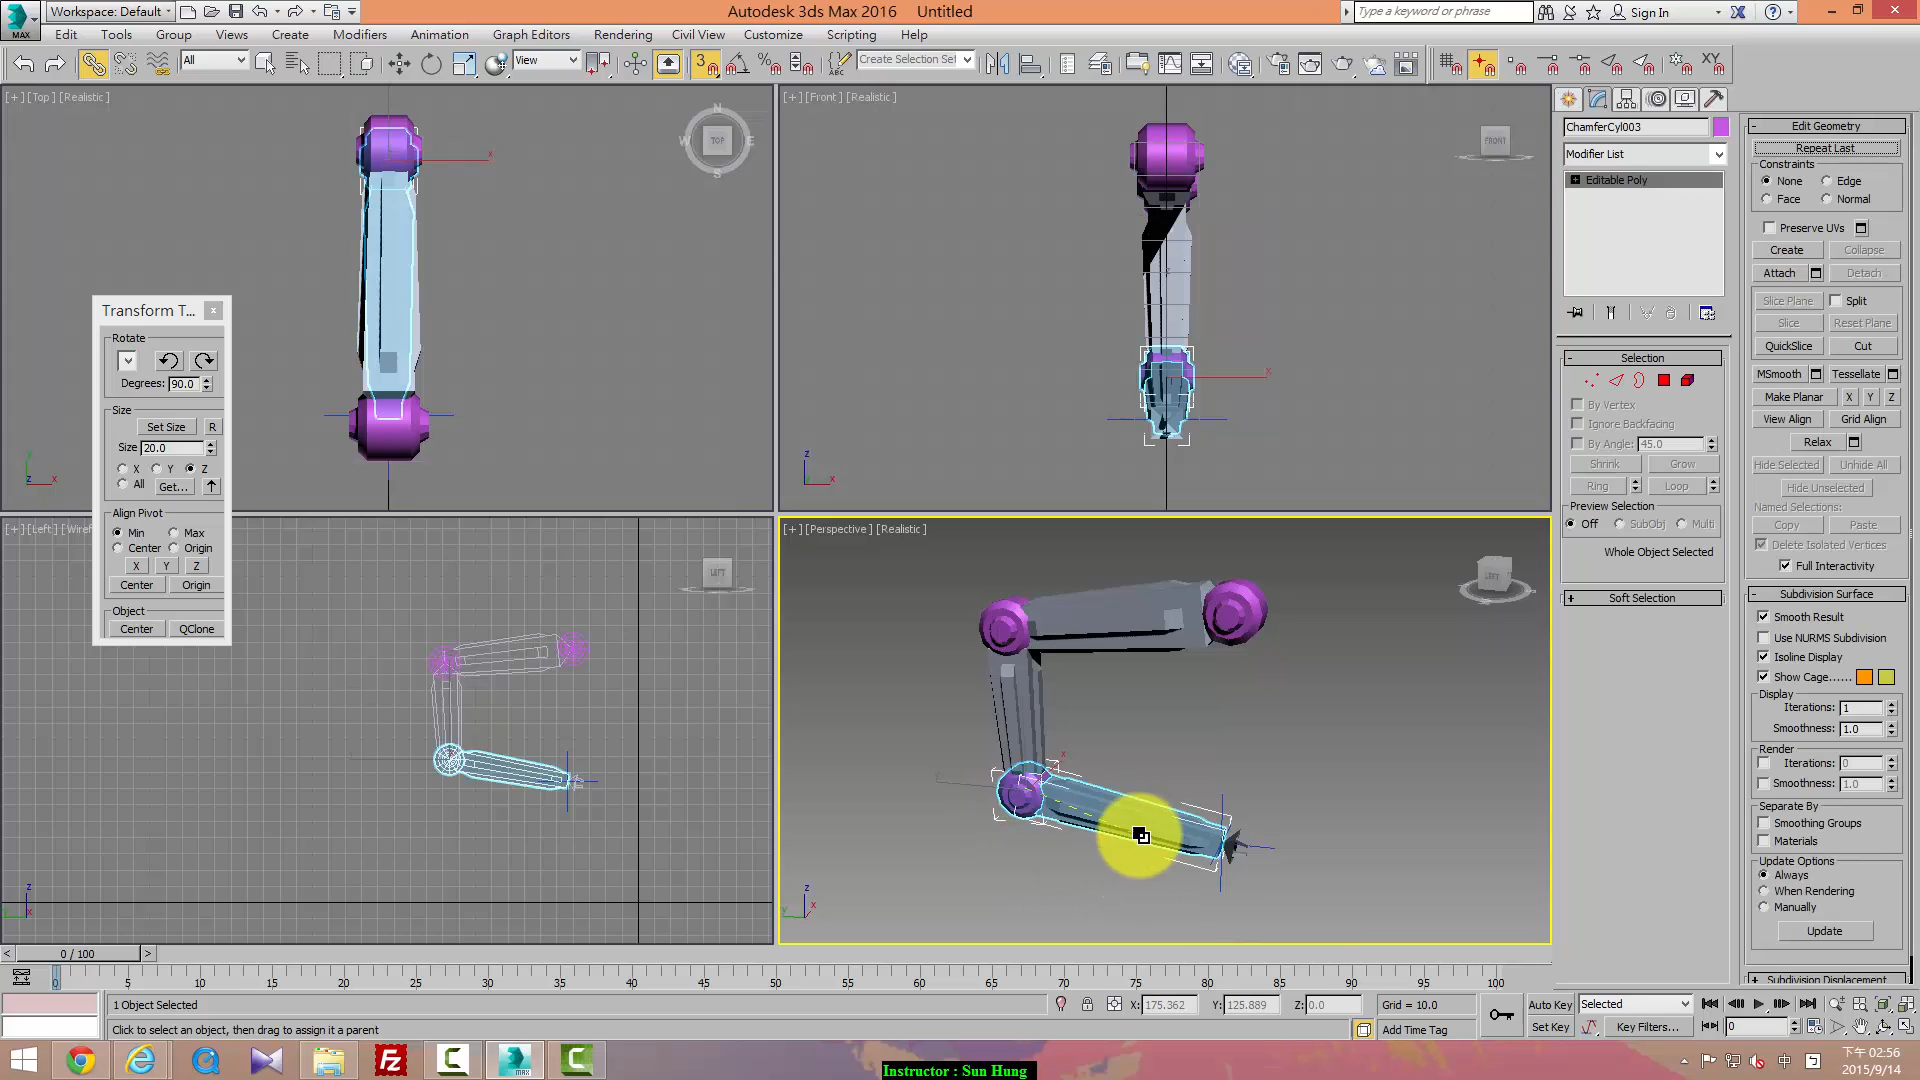 MAX
Workspace: Default
Autodesk 3ds Max 2016
Untitled
Type a keyword or phrase
Sign In
Edit
Tools
Group
Views
Create
Modifiers
Animation
Graph Editors
Rendering
Civil View
Customize
Scripting
Help
All
View
3
%
ABC
Create Selection Sel
XY
[+] [Top] [Realistic]
N
W
TOP
E
S
x
[+] [Front] [Realistic]
FRONT
x
ChamferCyl003
Modifier List
Editable Poly
Edit Geometry
Repeat Last
Constraints
None
Edge
Face
Normal
Preserve UVs
Create
Collapse
Attach
Detach
Slice Plane
Split
Slice
Reset Plane
QuickSlice
Cut
MSmooth
Tessellate
Make Planar
X
Y
Z
View Align
Grid Align
Relax
Hide Selected
Unhide All
Hide Unselected
Named Selections:
Copy
Paste
Delete Isolated Vertices
Full Interactivity
Selection
By Vertex
Ignore Backfacing
By Angle:
45.0
Shrink
Grow
Ring
Loop
Preview Selection
Off
SubObj
Multi
Whole Object Selected
Soft Selection
Subdivision Surface
Smooth Result
Use NURMS Subdivision
Isoline Display
Show Cage......
Display
Iterations:
1
Smoothness:
1.0
Render
Iterations:
0
Smoothness:
1.0
Separate By
Smoothing Groups
Materials
Update Options
Always
When Rendering
Manually
Update
Subdivision Displacement
Transform T...
x
Rotate
Degrees:
90.0
Size
Set Size
R
Size
20.0
X
Y
Z
All
Get...
Align Pivot
Min
Max
Center
Origin
X
Y
Z
Center
Origin
Object
Center
QClone
[+] [Left]
LEFT
[+] [Perspective] [Realistic]
LEFT
0 / 100
0
5
10
15
20
25
30
35
40
45
50
55
60
65
70
75
80
85
90
95
100
1 Object Selected
X:
175.362
Y:
125.889
Z:
0.0
Grid = 10.0
Click to select an object, then drag to assign it a parent
Add Time Tag
Auto Key
Selected
Set Key
Key Filters...
0
Instructor : Sun Hung
中
下午 02:56
2015/9/14